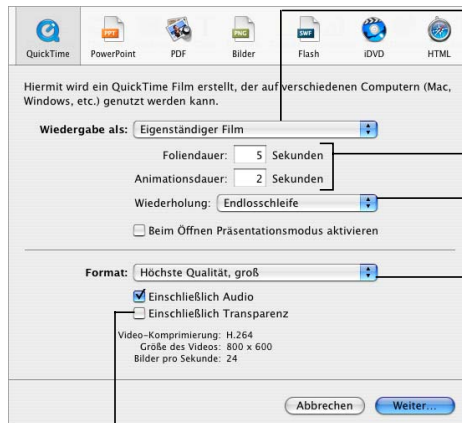 QuickTime PowerPoint PDF Bilder Flash iDVD HTML
PPT PNG SWF
Hiermit wird ein QuickTime Film erstellt, der auf verschiedenen Computern (Mac,
Windows, etc.) genutzt werden kann.
Wiedergabe als: Eigenständiger Film
Foliendauer: 5 Sekunden
Animationsdauer: 2 Sekunden
Wiederholung: Endlosschleife
Beim Öffnen Präsentationsmodus aktivieren
Format: Höchste Qualität, groß
Einschließlich Audio
Einschließlich Transparenz
Video-Komprimierung: H.264
Größe des Videos: 800 x 600
Bilder pro Sekunde: 24
Abbrechen Weiter...